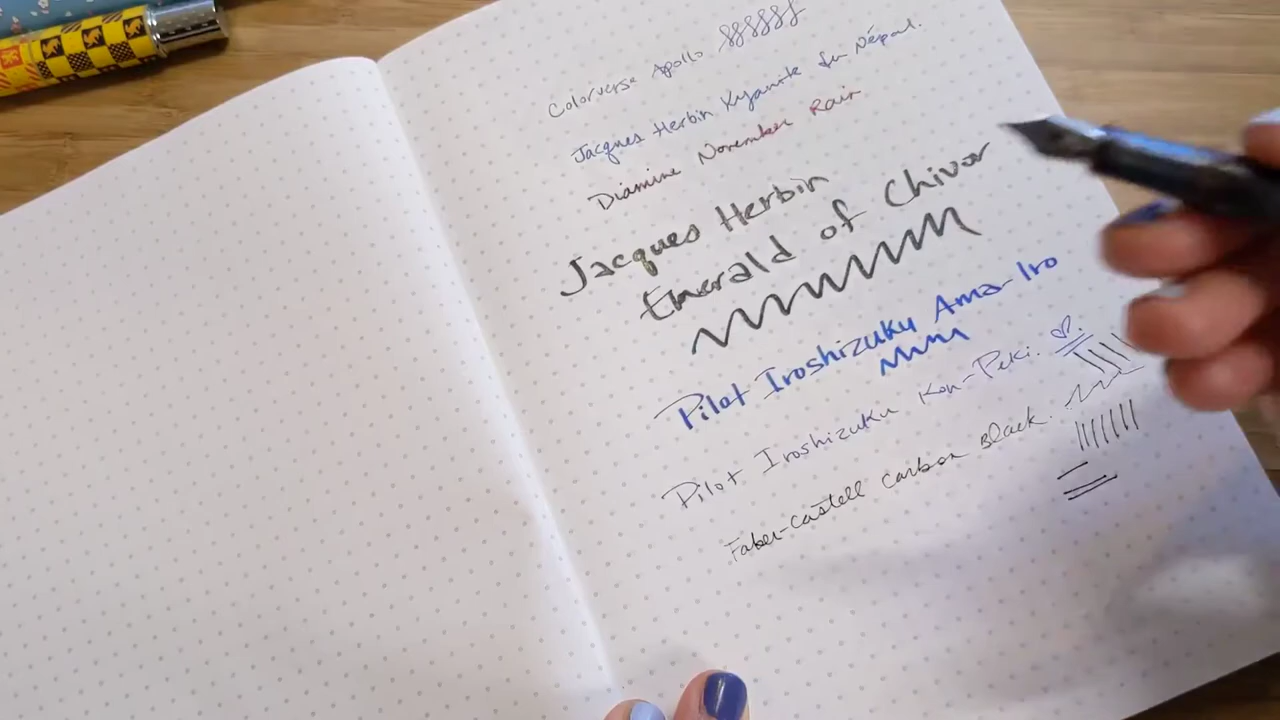 Colorverse Apollo
Jacques Herbin Kyanite du Népal.
Diamine November Rain
Jacques Herbin
Emerald of Chivor
Pilot Iroshizuku Ama-Iro
Pilot Iroshizuku Kon-Peki.
Faber-Castell Carbon Black.